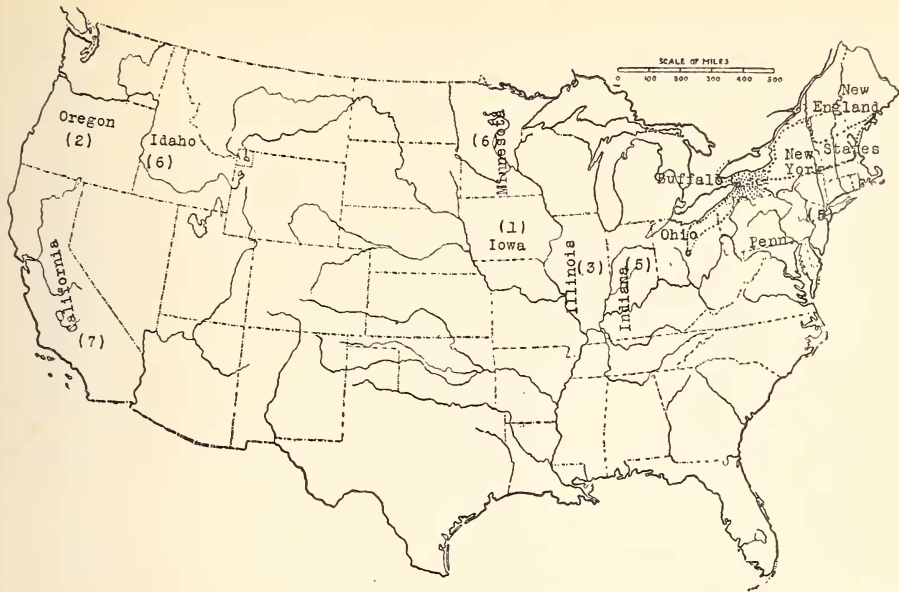 SCALE OF MILES
0 100 200 300 400 500
New
England
States
Oregon
(2)
Idaho
(6)
(6)
Minnesota
New
York
Buffalo
(1)
Iowa
Ohio
(5)
Penn.
Illinois
(3)
Indiana
(5)
California
(7)